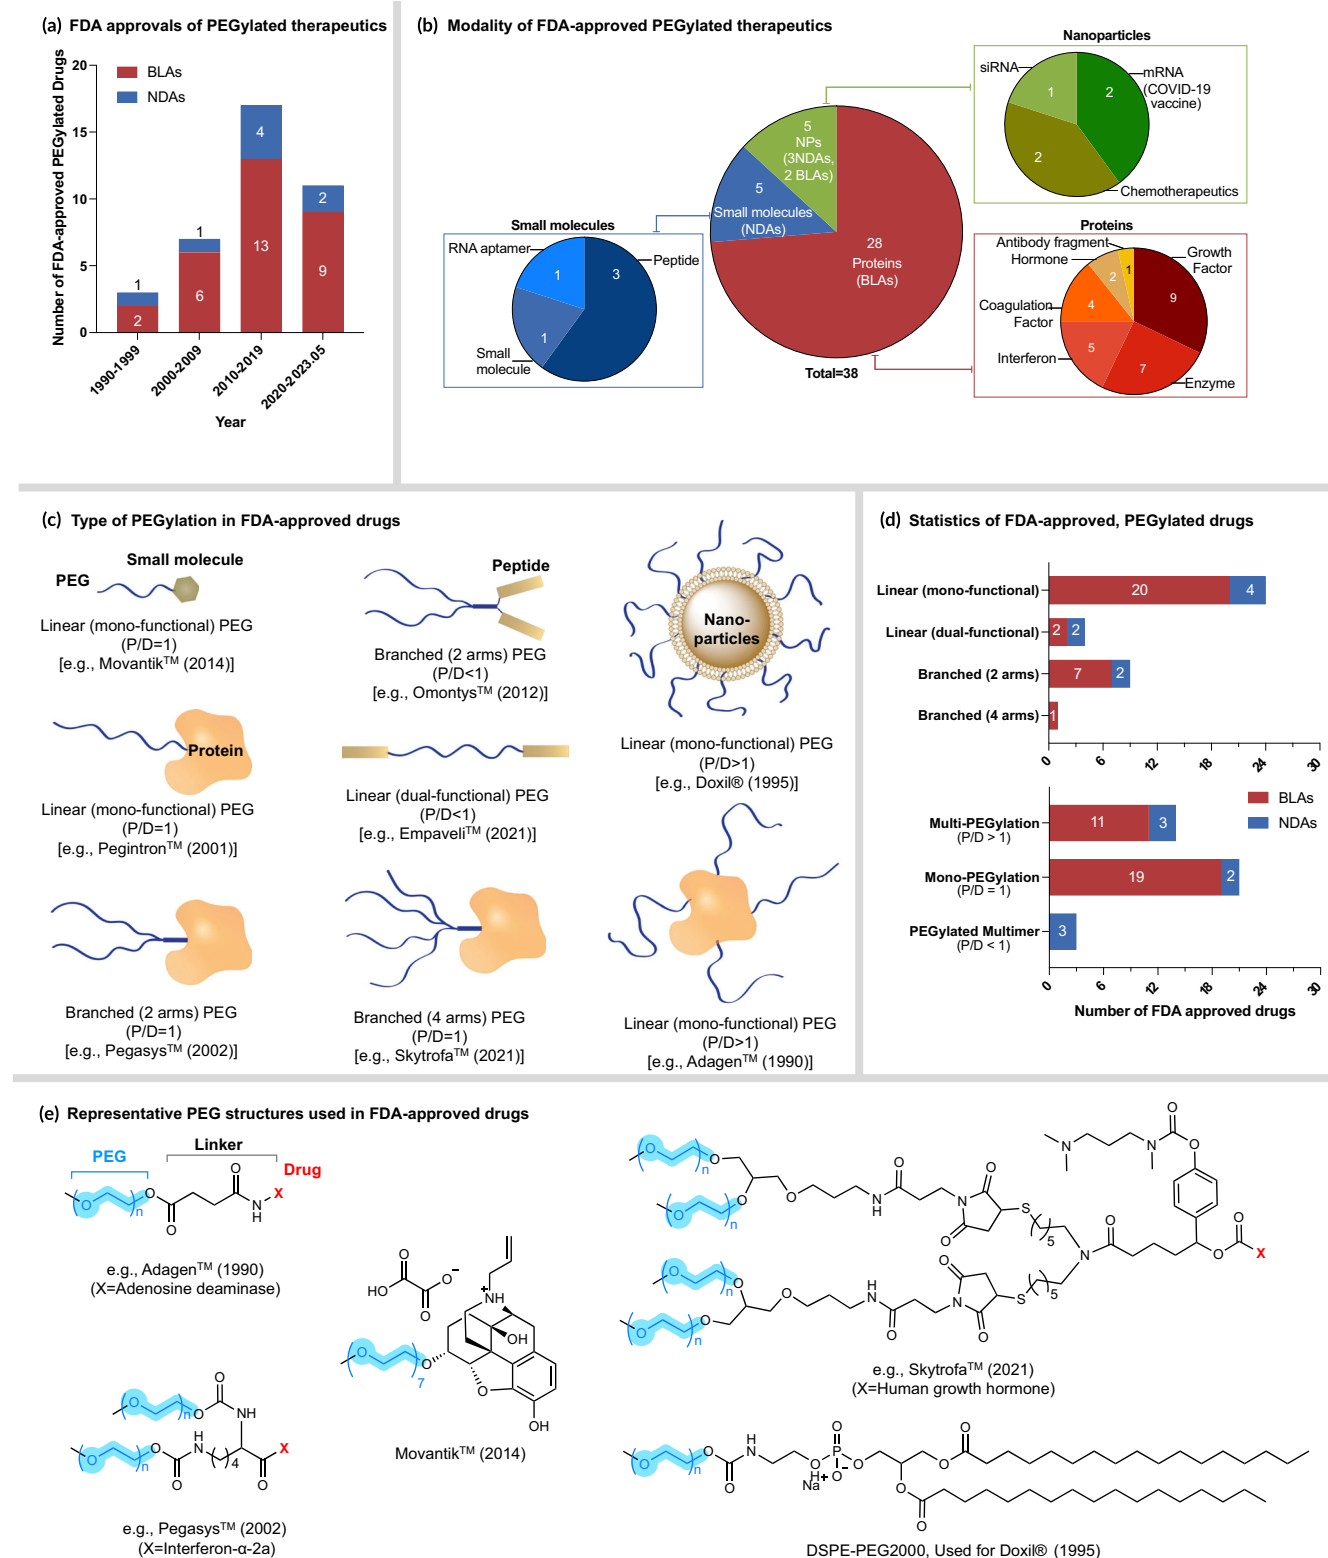 (a) FDA approvals of PEGylated therapeutics
Number of FDA-approved PEGylated Drugs
20
15
10
5
0
BLAs
NDAs
1
2
1
6
4
13
2
9
1990-1999
2000-2009
2010-2019
2020-2023.05
Year
(b) Modality of FDA-approved PEGylated therapeutics
Nanoparticles
siRNA
1
2
2
mRNA
(COVID-19
vaccine)
Chemotherapeutics
5
NPs
(3NDAs,
2 BLAs)
5
Small molecules
(NDAs)
28
Proteins
(BLAs)
Total=38
Small molecules
RNA aptamer
1
3
Peptide
1
Small
molecule
Proteins
Antibody fragment
Hormone
Growth
Factor
1
2
9
Coagulation
Factor
4
Interferon
5
7
Enzyme
(c) Type of PEGylation in FDA-approved drugs
Small molecule
PEG
Linear (mono-functional) PEG
(P/D=1)
[e.g., Movantik™ (2014)]
Peptide
Branched (2 arms) PEG
(P/D<1)
[e.g., Omontys™ (2012)]
Nano-
particles
Linear (mono-functional) PEG
(P/D>1)
[e.g., Doxil® (1995)]
Protein
Linear (mono-functional) PEG
(P/D=1)
[e.g., Pegintron™ (2001)]
Linear (dual-functional) PEG
(P/D<1)
[e.g., Empaveli™ (2021)]
Branched (2 arms) PEG
(P/D=1)
[e.g., Pegasys™ (2002)]
Branched (4 arms) PEG
(P/D=1)
[e.g., Skytrofa™ (2021)]
Linear (mono-functional) PEG
(P/D>1)
[e.g., Adagen™ (1990)]
(d) Statistics of FDA-approved, PEGylated drugs
Linear (mono-functional)
20
4
Linear (dual-functional)
2
2
Branched (2 arms)
7
2
Branched (4 arms)
1
0 6 12 18 24 30
BLAs
NDAs
Multi-PEGylation
(P/D > 1)
11
3
Mono-PEGylation
(P/D = 1)
19
2
PEGylated Multimer
(P/D < 1)
3
0 6 12 18 24 30
Number of FDA approved drugs
(e) Representative PEG structures used in FDA-approved drugs
PEG
Linker
Drug
O
n
O
O
O
N
H
X
e.g., Adagen™ (1990)
(X=Adenosine deaminase)
O
n
O
O
NH
O
n
O
O
H
N
4
O
X
e.g., Pegasys™ (2002)
(X=Interferon-α-2a)
O
HO
O
O
−
+
NH
OH
O
7
O
O
OH
Movantik™ (2014)
O
n
O
O
n
O
O
N
H
O
N
O
O
S
5
O
n
O
O
n
O
O
H
N
O
N
O
O
S
5
N
O
N
N
O
O
O
O
X
e.g., Skytrofa™ (2021)
(X=Human growth hormone)
O
n
O
O
H
N
O
H
P
O
O
−
Na
+
O
O
O
O
O
DSPE-PEG2000, Used for Doxil® (1995)